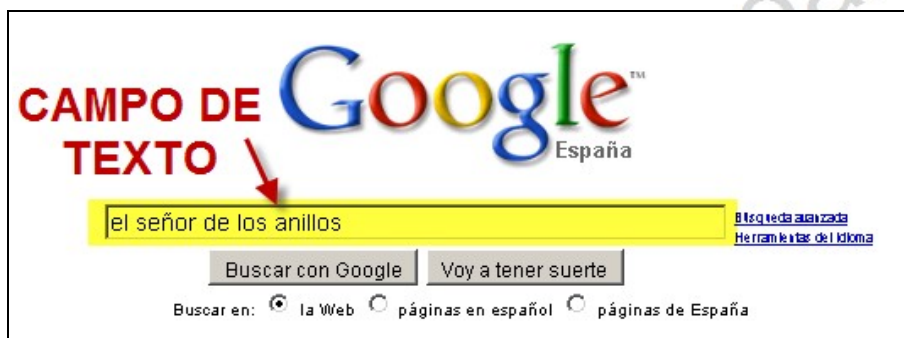 CAMPO DE
TEXTO
Google™
España
el señor de los anillos
Búsqueda avanzada
Herramientas del idioma
Buscar con Google
Voy a tener suerte
Buscar en: la Web páginas en español páginas de España